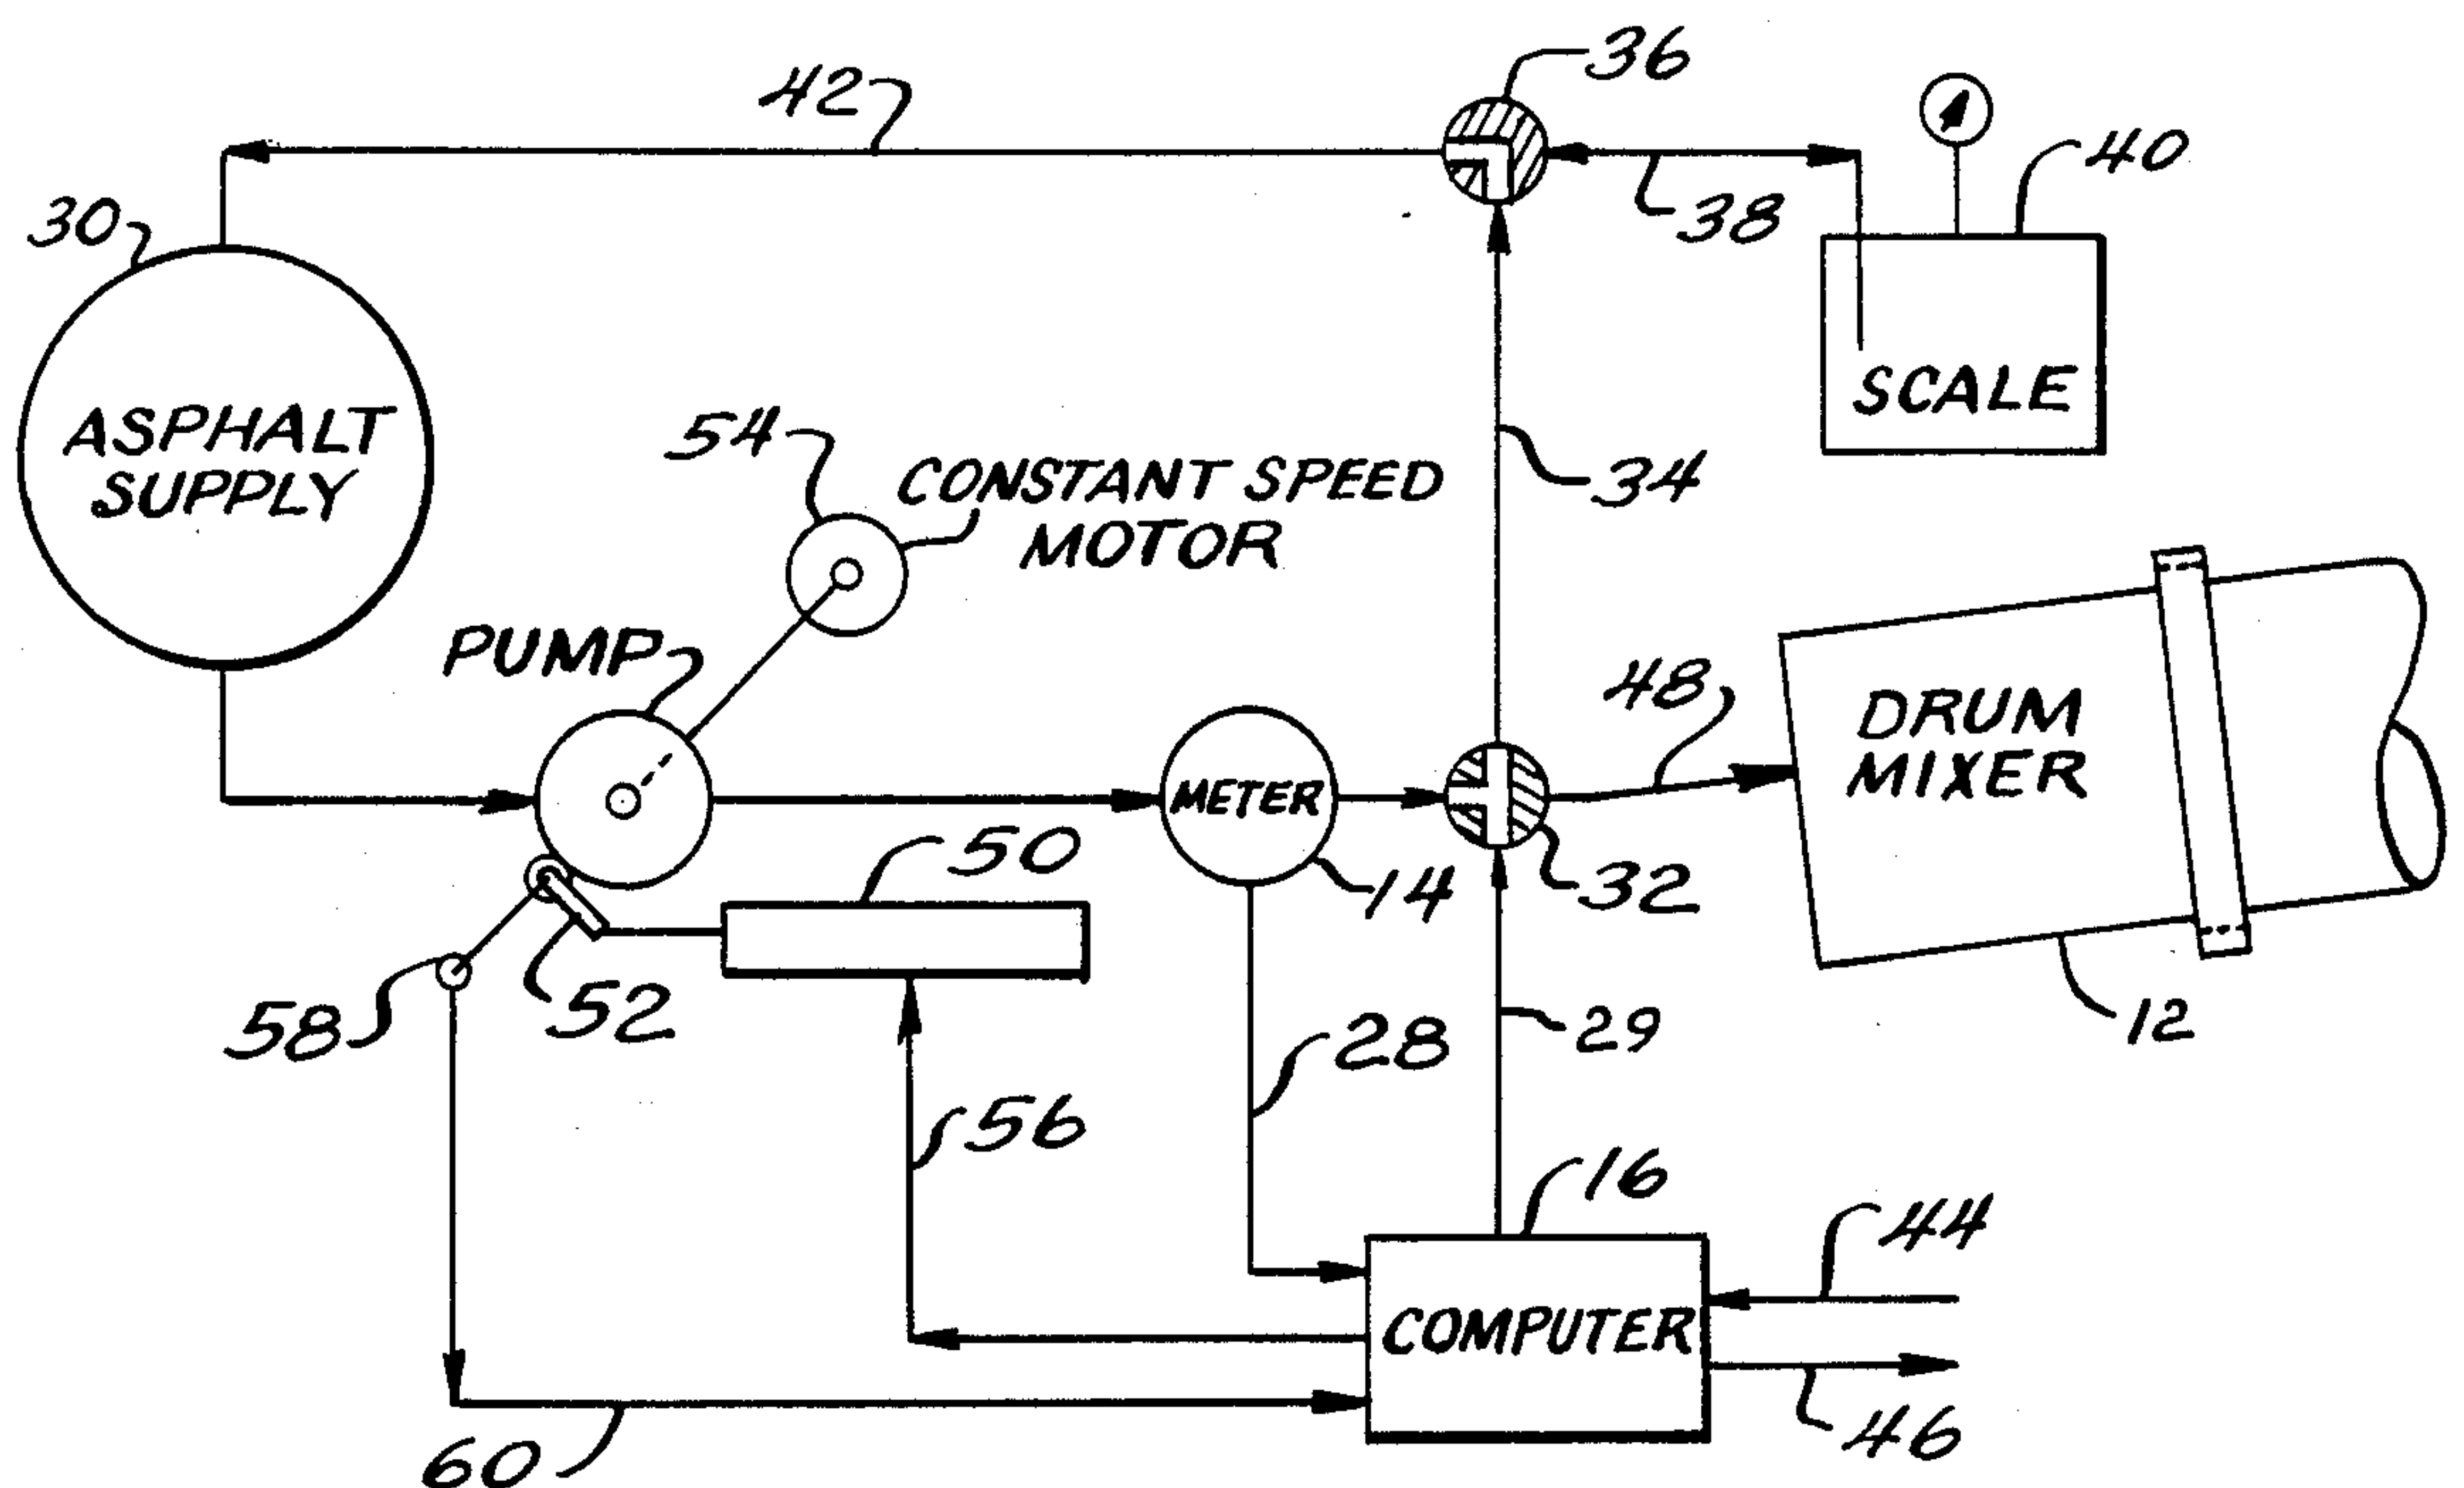 36
42
40
30
38
ASPHALT
SUPPLY
SCALE
54
CONSTANT SPEED
MOTOR
34
PUMP
48
DRUM
MIXER
METER
50
14
32
58
52
12
29
28
56
16
44
COMPUTER
46
60